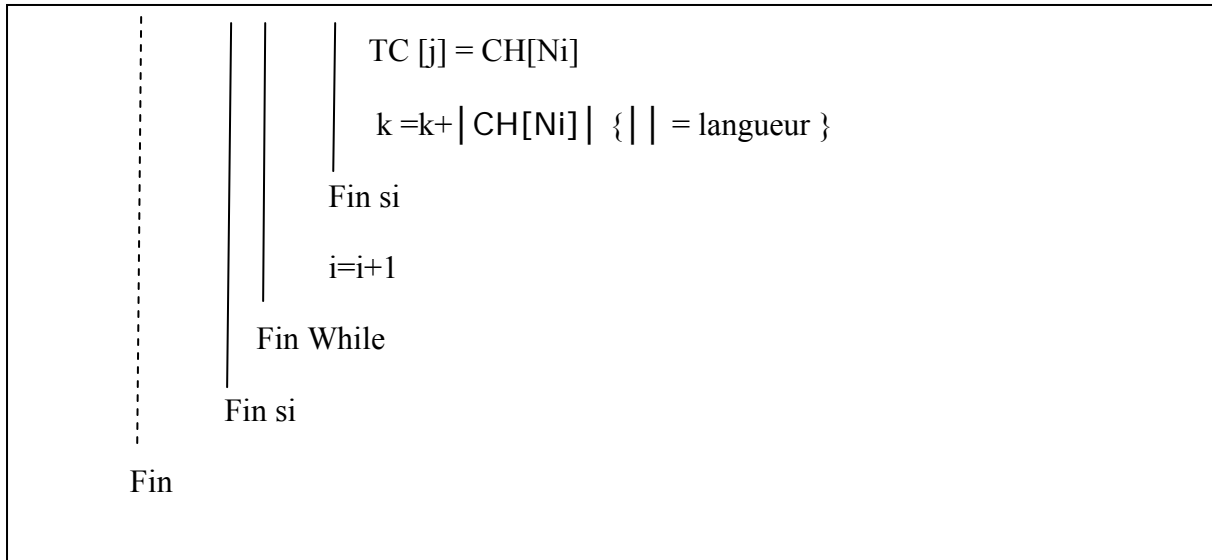 TC [j] = CH[Ni]
k =k+|CH[Ni]| {|| = langueur }
Fin si
i=i+1
Fin While
Fin si
Fin